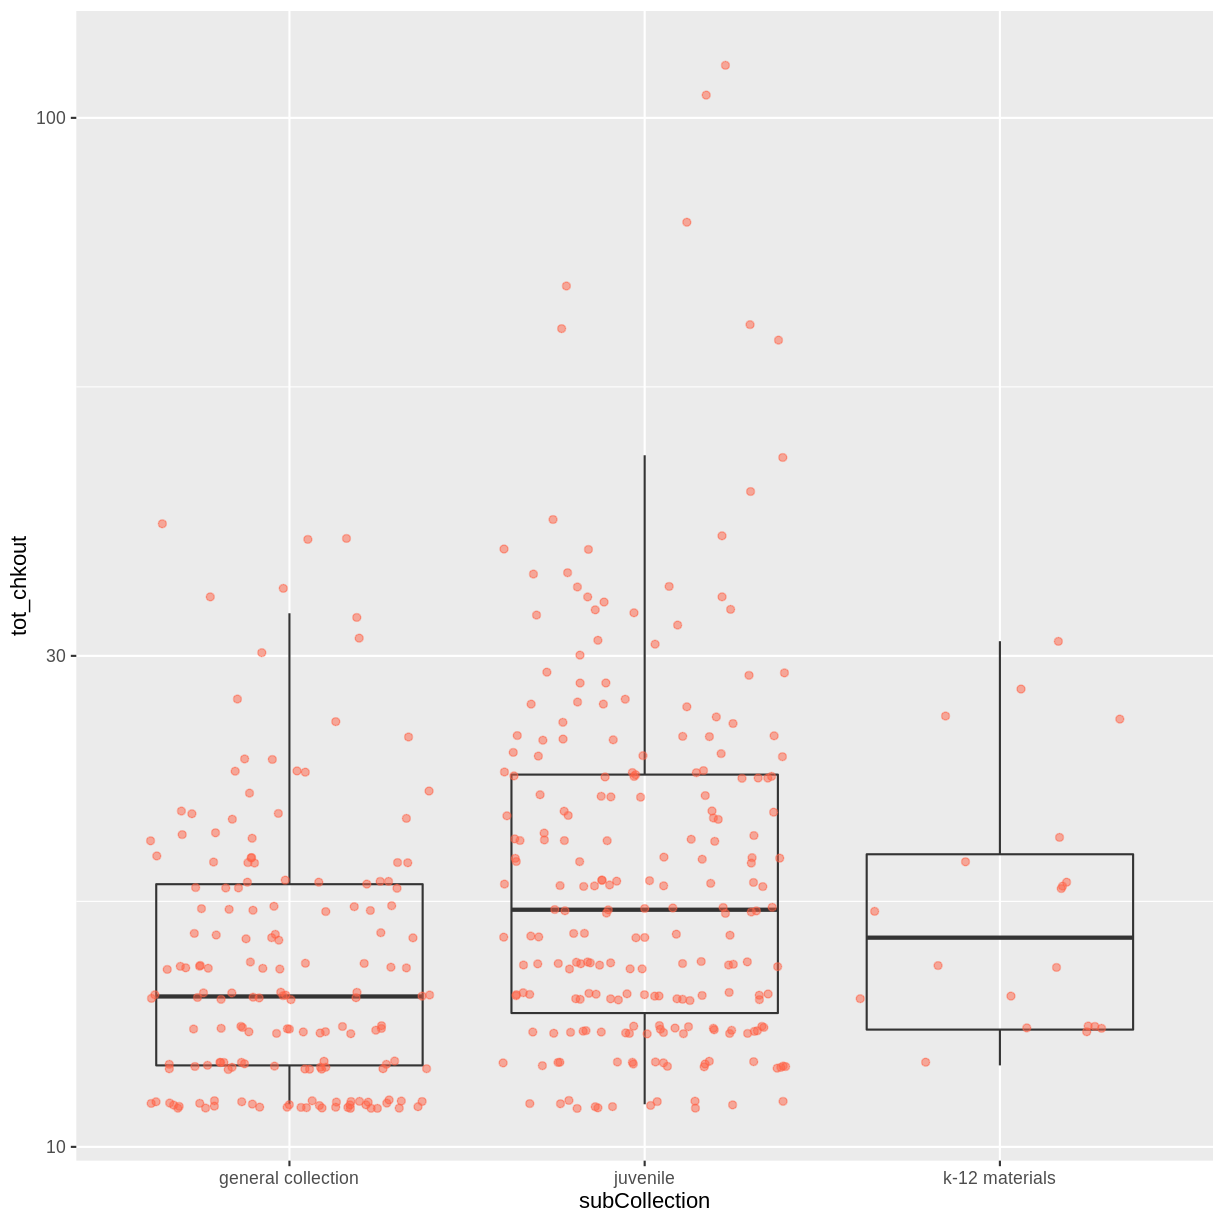 100
30
10
tot_chkout
general collection
juvenile
k-12 materials
subCollection